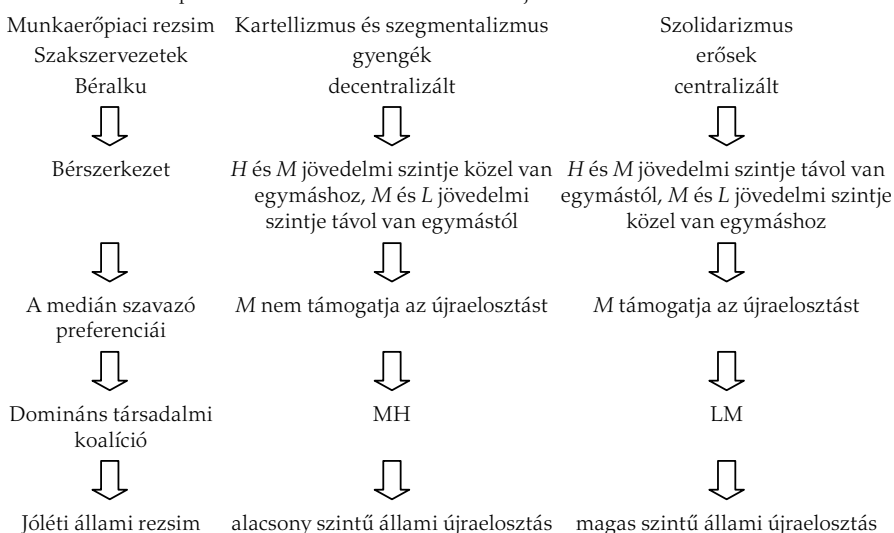 Munkaerőpiaci rezsim Kartellizmus és szegmentalizmus Szolidarizmus
Szakszervezetek gyengék erősek
Béralku decentralizált centralizált
Bérszerkezet H és M jövedelmi szintje közel van H és M jövedelmi szintje távol van
egymáshoz, M és L jövedelmi egymástól, M és L jövedelmi szintje
szintje távol van egymástól közel van egymáshoz
A medián szavazó M nem támogatja az újraelosztást M támogatja az újraelosztást
preferenciái
Domináns társadalmi MH LM
koalíció
Jóléti állami rezsim alacsony szintű állami újraelosztás magas szintű állami újraelosztás